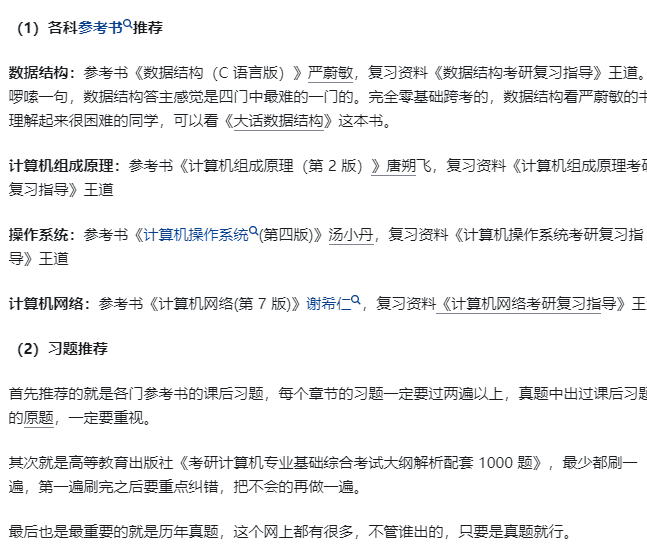 （1）各科参考书推荐
数据结构：参考书《数据结构（C 语言版）》严蔚敏，复习资料《数据结构考研复习指导》王道。
啰嗦一句，数据结构答主感觉是四门中最难的一门的。完全零基础跨考的，数据结构看严蔚敏的书
理解起来很困难的同学，可以看《大话数据结构》这本书。
计算机组成原理：参考书《计算机组成原理（第 2 版）》唐朔飞，复习资料《计算机组成原理考研
复习指导》王道
操作系统：参考书《计算机操作系统(第四版)》汤小丹，复习资料《计算机操作系统考研复习指
导》王道
计算机网络：参考书《计算机网络(第 7 版)》谢希仁，复习资料《计算机网络考研复习指导》王
（2）习题推荐
首先推荐的就是各门参考书的课后习题，每个章节的习题一定要过两遍以上，真题中出过课后习题
的原题，一定要重视。
其次就是高等教育出版社《考研计算机专业基础综合考试大纲解析配套 1000 题》，最少都刷一
遍，第一遍刷完之后要重点纠错，把不会的再做一遍。
最后也是最重要的就是历年真题，这个网上都有很多，不管谁出的，只要是真题就行。